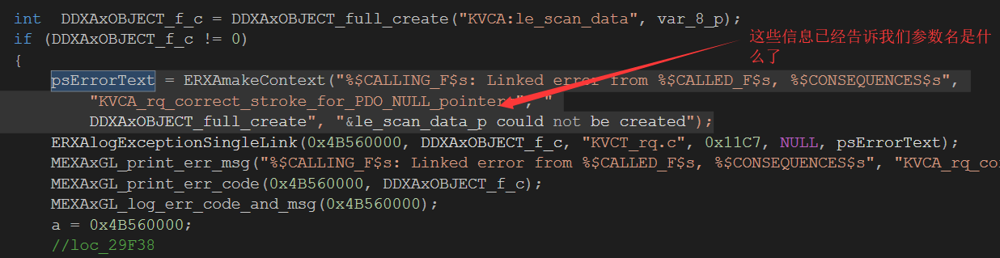 int  DDXAxOBJECT_f_c = DDXAxOBJECT_full_create("KVCA:le_scan_data", var_8_p);
if (DDXAxOBJECT_f_c != 0)
{
psErrorText = ERXAmakeContext("%$CALLING_F$s: Linked error from %$CALLED_F$s, %$CONSEQUENCES$s",
"KVCA_rq_correct_stroke_for_PDO_NULL_pointer ", "
DDXAxOBJECT_full_create", "&le_scan_data_p could not be created");
ERXAlogExceptionSingleLink(0x4B560000, DDXAxOBJECT_f_c, "KVCT_rq.c", 0x11C7, NULL, psErrorText);
MEXAxGL_print_err_msg("%$CALLING_F$s: Linked error from %$CALLED_F$s, %$CONSEQUENCES$s", "KVCA_rq_co
MEXAxGL_print_err_code(0x4B560000, DDXAxOBJECT_f_c);
MEXAxGL_log_err_code_and_msg(0x4B560000);
a = 0x4B560000;
//loc_29F38
这些信息已经告诉我们参数名是什
么了